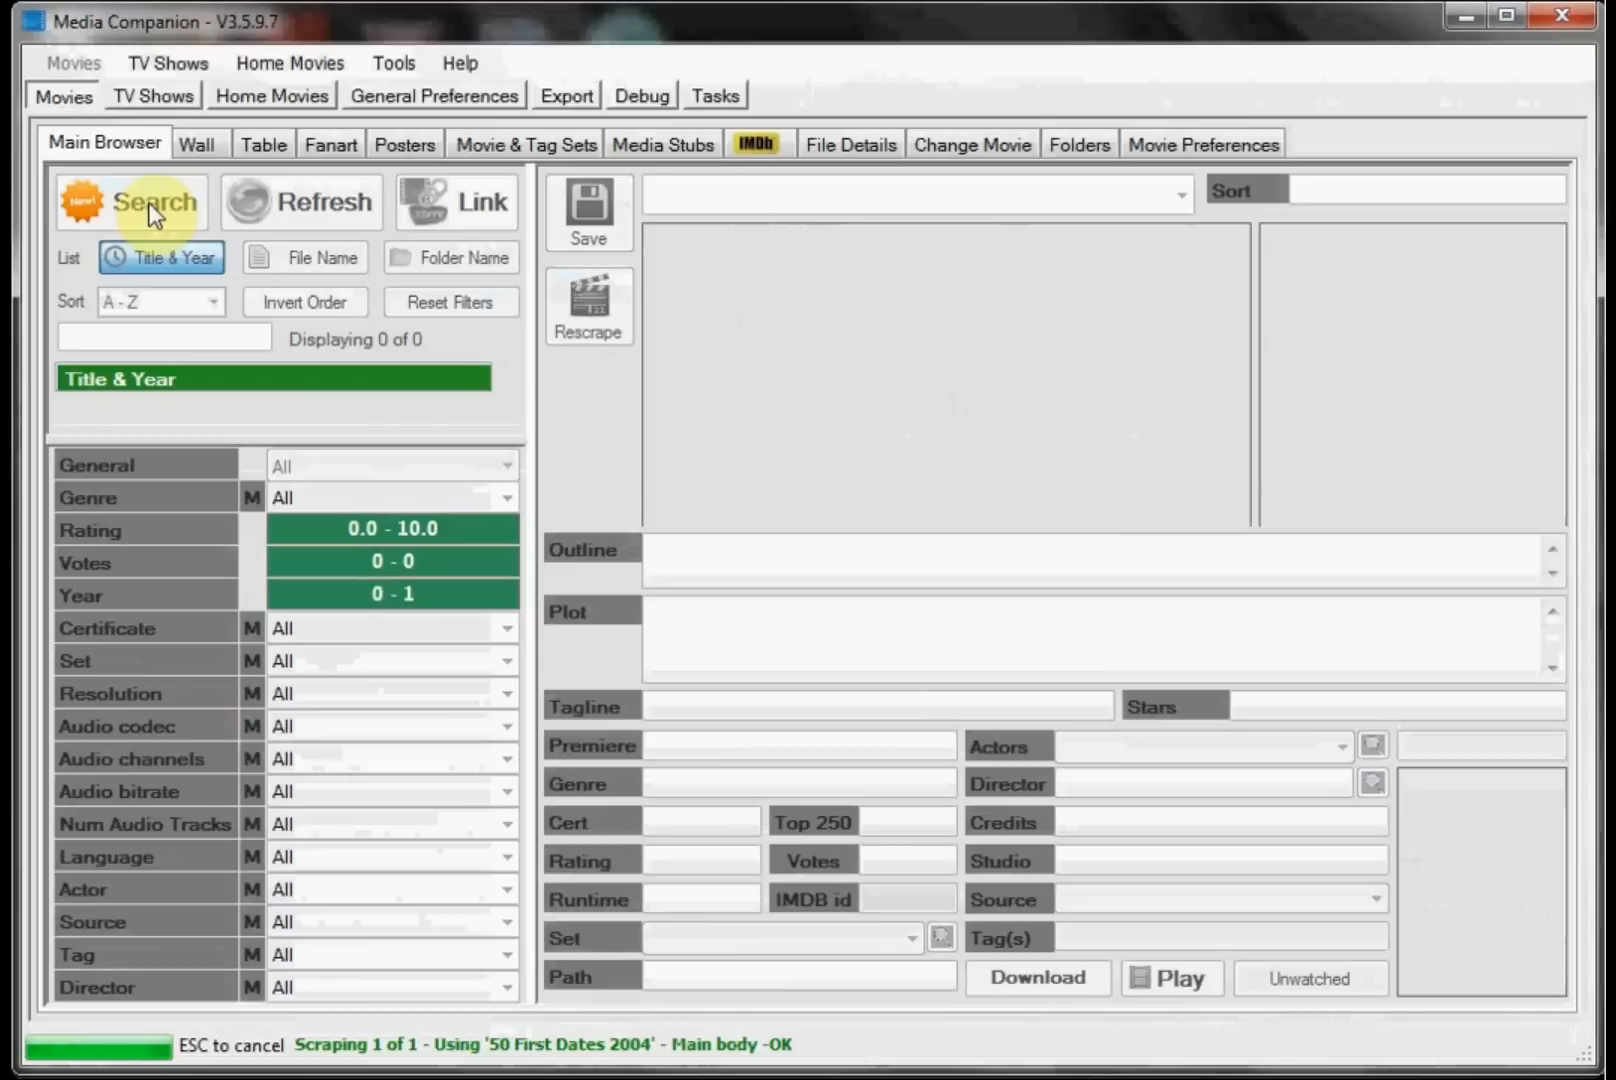 Media Companion - V3.5.9.7
Movies TV Shows Home Movies Tools Help
Movies TV Shows Home Movies General Preferences Export Debug Tasks
Main Browser Wall Table Fanart Posters Movie & Tag Sets Media Stubs IMDb File Details Change Movie Folders Movie Preferences
New! Search Refresh Link
Save
Sort
List Title & Year File Name Folder Name
Sort A - Z Invert Order Reset Filters
Rescrape
Displaying 0 of 0
Title & Year
General All
Genre M All
Rating 0.0 - 10.0
Votes 0 - 0
Year 0 - 1
Certificate M All
Set M All
Resolution M All
Audio codec M All
Audio channels M All
Audio bitrate M All
Num Audio Tracks M All
Language M All
Actor M All
Source M All
Tag M All
Director M All
Outline
Plot
Tagline Stars
Premiere Actors
Genre Director
Cert Top 250 Credits
Rating Votes Studio
Runtime IMDB id Source
Set Tag(s)
Path Download Play Unwatched
ESC to cancel Scraping 1 of 1 - Using '50 First Dates 2004' - Main body -OK